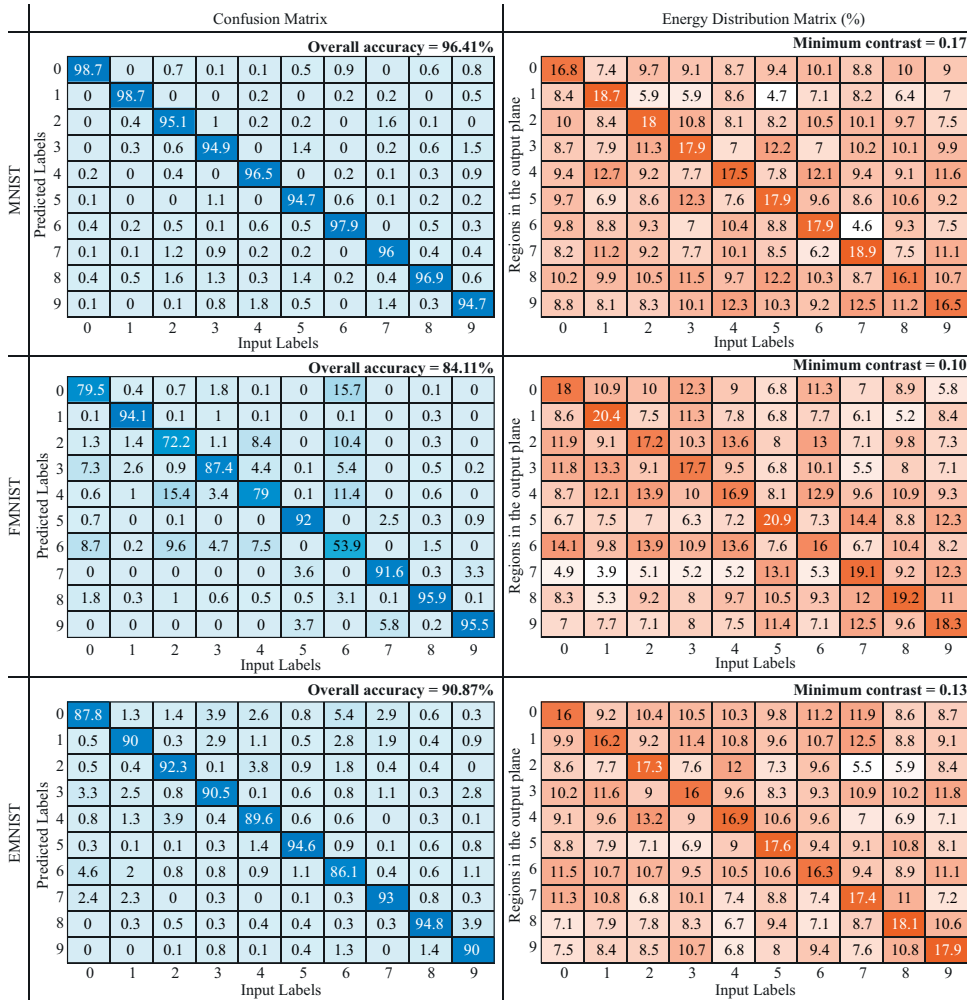 Confusion Matrix Energy Distribution Matrix (%)
MNIST
Overall accuracy = 96.41%
Predicted Labels
0 98.7 0 0.7 0.1 0.1 0.5 0.9 0 0.6 0.8
1 0 98.7 0 0 0.2 0 0.2 0 0 0.5
2 0 0.4 95.1 1 0.2 0.2 0 1.6 0.1 0
3 0 0.3 0.6 94.9 0 1.4 0 0.2 0.6 1.5
4 0.2 0 0.4 0 96.5 0 0.2 0.1 0.3 0.9
5 0.1 0 0 1.1 0 94.7 0.6 0.1 0.2 0.2
6 0.4 0.2 0.5 0.1 0.6 0.5 97.9 0 0.5 0.3
7 0.1 0.1 1.2 0.9 0.2 0.2 0 96 0.4 0.4
8 0.4 0.5 1.6 1.3 0.3 1.4 0.2 0.4 96.9 0.6
9 0.1 0 0.1 0.8 1.8 0.5 0 1.4 0.3 94.7
0 1 2 3 4 5 6 7 8 9
Input Labels
Minimum contrast = 0.17
Regions in the output plane
0 16.8 7.4 9.7 9.1 8.7 9.4 10.1 8.8 10 9
1 8.4 18.7 5.9 5.9 8.6 4.7 7.1 8.2 6.4 7
2 10 8.4 18 10.8 8.1 8.2 10.5 10.1 9.7 7.5
3 8.7 7.9 11.3 17.9 7 12.2 7 10.2 10.1 9.9
4 9.4 12.7 9.2 7.7 17.5 7.8 12.1 9.4 9.1 11.6
5 9.7 6.9 8.6 12.3 7.6 17.9 9.6 8.6 10.6 9.2
6 9.8 8.8 9.3 7 10.4 8.8 17.9 4.6 9.3 7.5
7 8.2 11.2 9.2 7.7 10.1 8.5 6.2 18.9 7.5 11.1
8 10.2 9.9 10.5 11.5 9.7 12.2 10.3 8.7 16.1 10.7
9 8.8 8.1 8.3 10.1 12.3 10.3 9.2 12.5 11.2 16.5
0 1 2 3 4 5 6 7 8 9
Input Labels
FMNIST
Overall accuracy = 84.11%
Predicted Labels
0 79.5 0.4 0.7 1.8 0.1 0 15.7 0 0.1 0
1 0.1 94.1 0.1 1 0.1 0 0.1 0 0.3 0
2 1.3 1.4 72.2 1.1 8.4 0 10.4 0 0.3 0
3 7.3 2.6 0.9 87.4 4.4 0.1 5.4 0 0.5 0.2
4 0.6 1 15.4 3.4 79 0.1 11.4 0 0.6 0
5 0.7 0 0.1 0 0 92 0 2.5 0.3 0.9
6 8.7 0.2 9.6 4.7 7.5 0 53.9 0 1.5 0
7 0 0 0 0 0 3.6 0 91.6 0.3 3.3
8 1.8 0.3 1 0.6 0.5 0.5 3.1 0.1 95.9 0.1
9 0 0 0 0 0 3.7 0 5.8 0.2 95.5
0 1 2 3 4 5 6 7 8 9
Input Labels
Minimum contrast = 0.10
Regions in the output plane
0 18 10.9 10 12.3 9 6.8 11.3 7 8.9 5.8
1 8.6 20.4 7.5 11.3 7.8 6.8 7.7 6.1 5.2 8.4
2 11.9 9.1 17.2 10.3 13.6 8 13 7.1 9.8 7.3
3 11.8 13.3 9.1 17.7 9.5 6.8 10.1 5.5 8 7.1
4 8.7 12.1 13.9 10 16.9 8.1 12.9 9.6 10.9 9.3
5 6.7 7.5 7 6.3 7.2 20.9 7.3 14.4 8.8 12.3
6 14.1 9.8 13.9 10.9 13.6 7.6 16 6.7 10.4 8.2
7 4.9 3.9 5.1 5.2 5.2 13.1 5.3 19.1 9.2 12.3
8 8.3 5.3 9.2 8 9.7 10.5 9.3 12 19.2 11
9 7 7.7 7.1 8 7.5 11.4 7.1 12.5 9.6 18.3
0 1 2 3 4 5 6 7 8 9
Input Labels
EMNIST
Overall accuracy = 90.87%
Predicted Labels
0 87.8 1.3 1.4 3.9 2.6 0.8 5.4 2.9 0.6 0.3
1 0.5 90 0.3 2.9 1.1 0.5 2.8 1.9 0.4 0.9
2 0.5 0.4 92.3 0.1 3.8 0.9 1.8 0.4 0.4 0
3 3.3 2.5 0.8 90.5 0.1 0.6 0.8 1.1 0.3 2.8
4 0.8 1.3 3.9 0.4 89.6 0.6 0.6 0 0.3 0.1
5 0.3 0.1 0.1 0.3 1.4 94.6 0.9 0.1 0.6 0.8
6 4.6 2 0.8 0.8 0.9 1.1 86.1 0.4 0.6 1.1
7 2.4 2.3 0 0.3 0 0.1 0.3 93 0.8 0.3
8 0 0.3 0.5 0.3 0.4 0.4 0.3 0.3 94.8 3.9
9 0 0 0.1 0.8 0.1 0.4 1.3 0 1.4 90
0 1 2 3 4 5 6 7 8 9
Input Labels
Minimum contrast = 0.13
Regions in the output plane
0 16 9.2 10.4 10.5 10.3 9.8 11.2 11.9 8.6 8.7
1 9.9 16.2 9.2 11.4 10.8 9.6 10.7 12.5 8.8 9.1
2 8.6 7.7 17.3 7.6 12 7.3 9.6 5.5 5.9 8.4
3 10.2 11.6 9 16 9.6 8.3 9.3 10.9 10.2 11.8
4 9.1 9.6 13.2 9 16.9 10.6 9.6 7 6.9 7.1
5 8.8 7.9 7.1 6.9 9 17.6 9.4 9.1 10.8 8.1
6 11.5 10.7 10.7 9.5 10.5 10.6 16.3 9.4 8.9 11.1
7 11.3 10.8 6.8 10.1 7.4 8.8 7.4 17.4 11 7.2
8 7.1 7.9 7.8 8.3 6.7 9.4 7.1 8.7 18.1 10.6
9 7.5 8.4 8.5 10.7 6.8 8 9.4 7.6 10.8 17.9
0 1 2 3 4 5 6 7 8 9
Input Labels